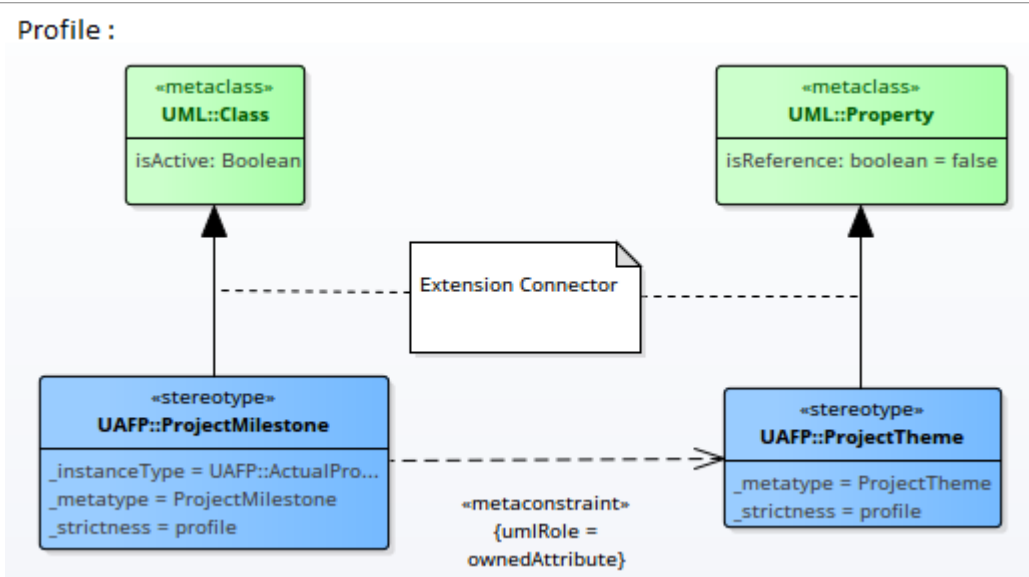 Profile :
«metaclass»
UML::Class
isActive: Boolean
«metaclass»
UML::Property
isReference: boolean = false
Extension Connector
«stereotype»
UAFP::ProjectMilestone
_instanceType = UAFP::ActualPro...
_metatype = ProjectMilestone
_strictness = profile
«metaconstraint»
{umlRole =
ownedAttribute}
«stereotype»
UAFP::ProjectTheme
_metatype = ProjectTheme
_strictness = profile